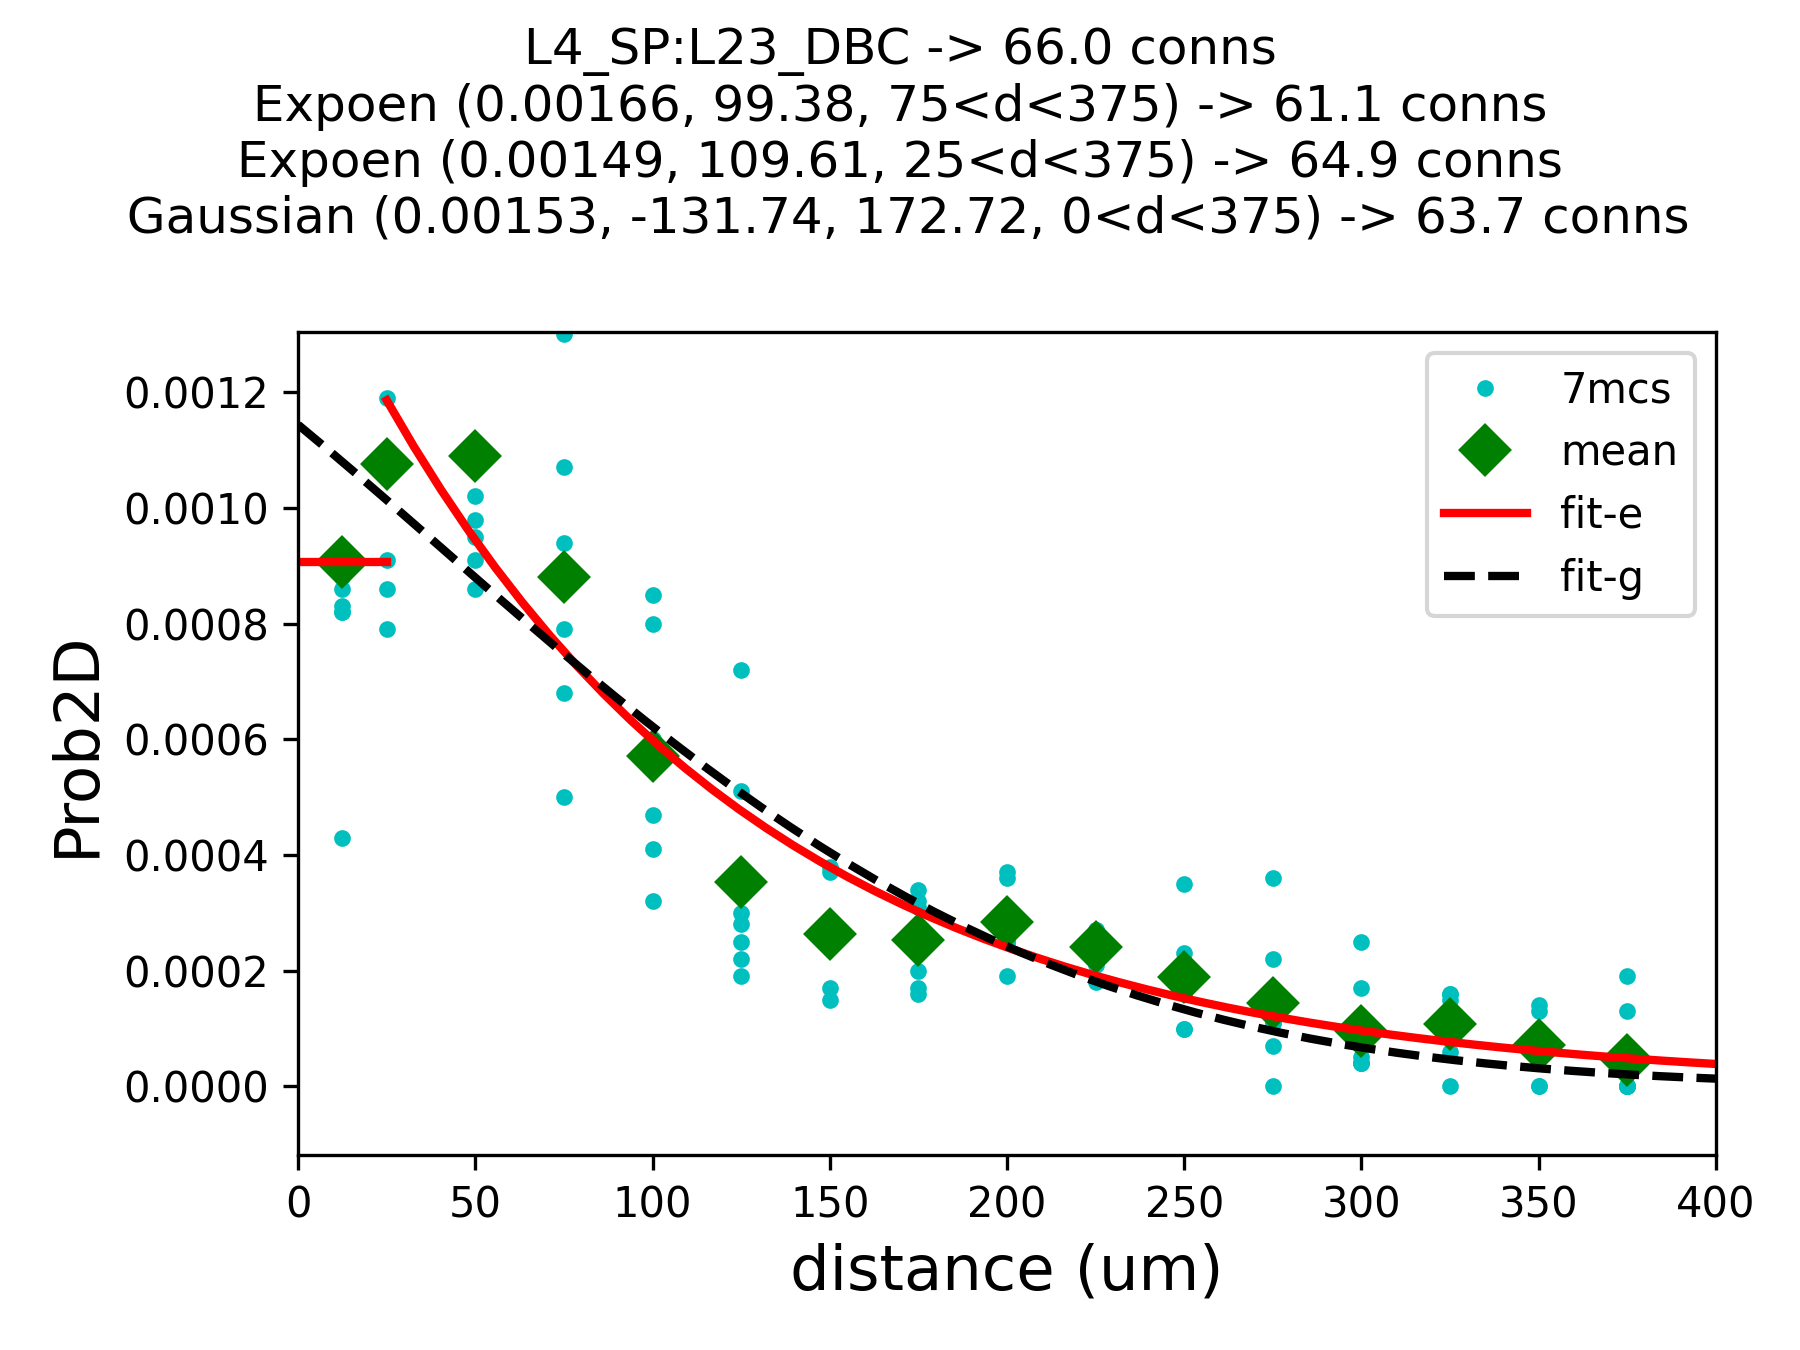 L4_SP:L23_DBC -> 66.0 conns
Expoen (0.00166, 99.38, 75<d<375) -> 61.1 conns
Expoen (0.00149, 109.61, 25<d<375) -> 64.9 conns
Gaussian (0.00153, -131.74, 172.72, 0<d<375) -> 63.7 conns
7mcs
mean
fit-e
fit-g
Prob2D
0.0012
0.0010
0.0008
0.0006
0.0004
0.0002
0.0000
0 50 100 150 200 250 300 350 400
distance (um)